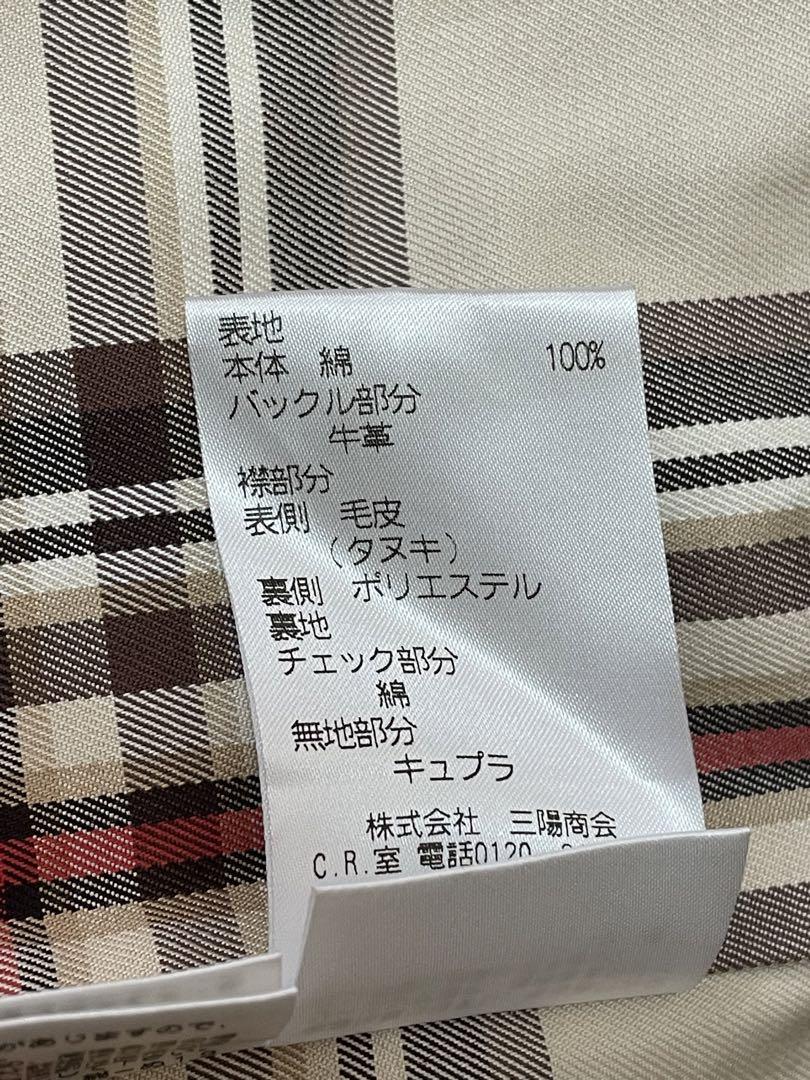 表地
本体 綿 100%
バックル部分
牛革
襟部分
表側 毛皮
(タヌキ)
裏側 ポリエステル
裏地
チェック部分
綿
無地部分
キュプラ
株式会社 三陽商会
C.R.室 電話0120